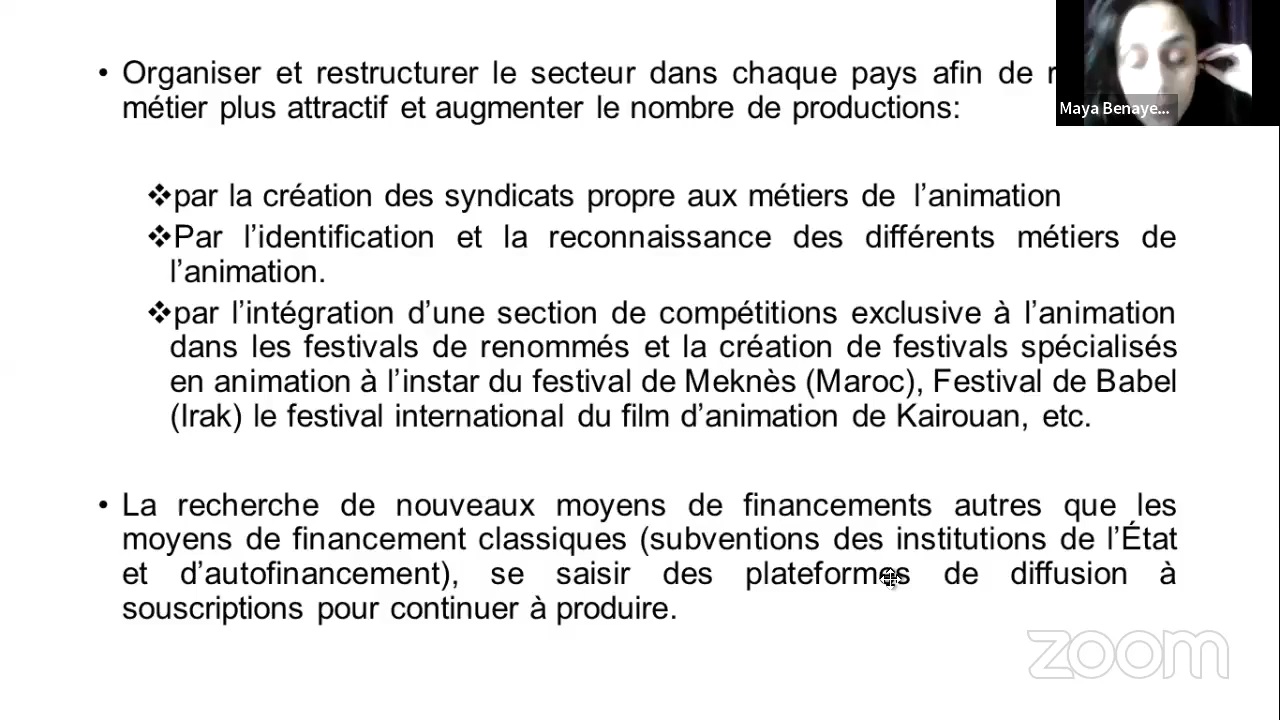 • Organiser et restructurer le secteur dans chaque pays afin de
métier plus attractif et augmenter le nombre de productions:
Maya Benaye...
❖par la création des syndicats propre aux métiers de l’animation
❖Par l’identification et la reconnaissance des différents métiers de
l’animation.
❖par l’intégration d’une section de compétitions exclusive à l’animation
dans les festivals de renommés et la création de festivals spécialisés
en animation à l’instar du festival de Meknès (Maroc), Festival de Babel
(Irak) le festival international du film d’animation de Kairouan, etc.
• La recherche de nouveaux moyens de financements autres que les
moyens de financement classiques (subventions des institutions de l’État
et d’autofinancement), se saisir des plateformes de diffusion à
souscriptions pour continuer à produire.
zoom